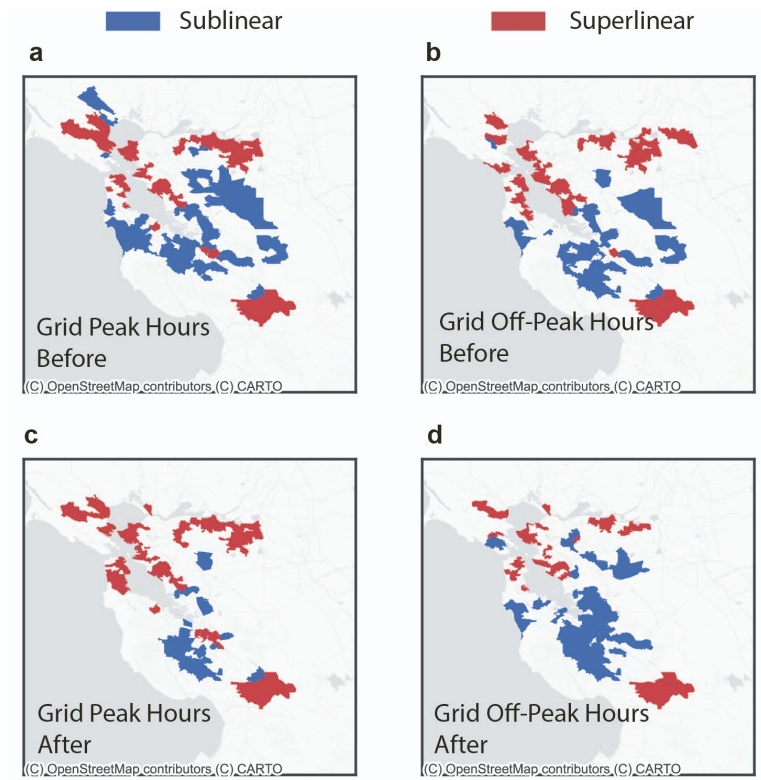 Sublinear
Superlinear
a
b
Grid Peak Hours
Before
(C) OpenStreetMap contributors (C) CARTO
Grid Off-Peak Hours
Before
(C) OpenStreetMap contributors (C) CARTO
c
d
Grid Peak Hours
After
(C) OpenStreetMap contributors (C) CARTO
Grid Off-Peak Hours
After
(C) OpenStreetMap contributors (C) CARTO